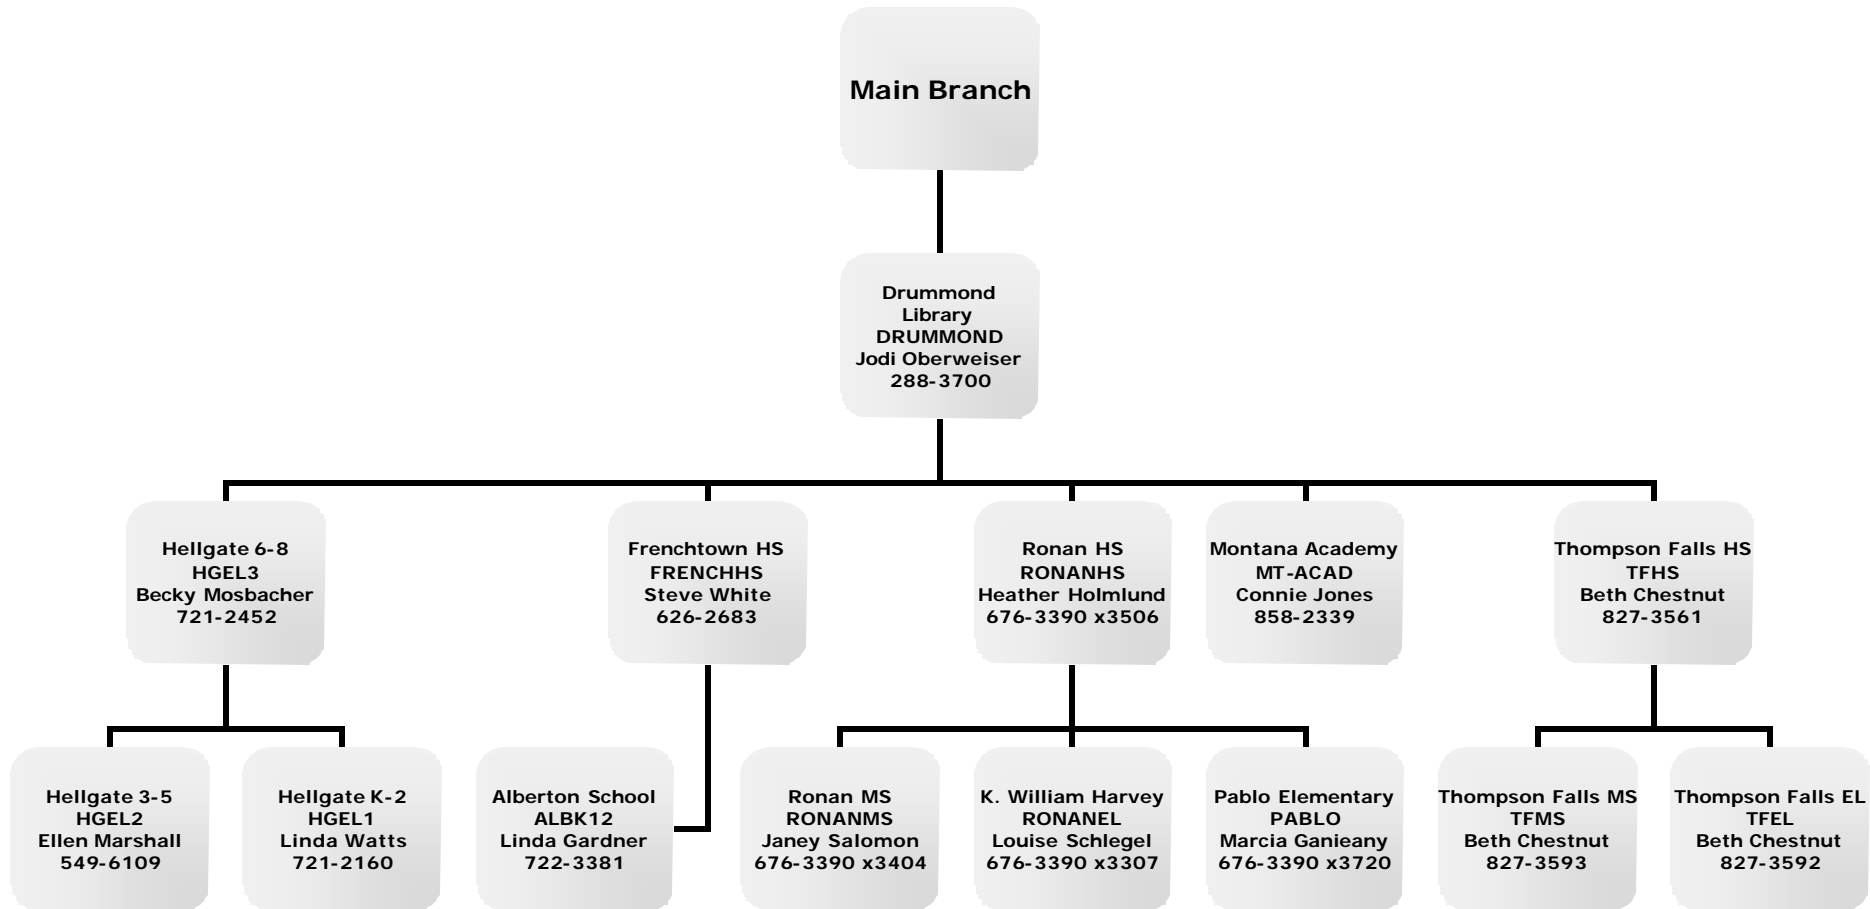 Main Branch
Drummond
Library
DRUMMOND
Jodi Oberweiser
288-3700
Hellgate 6-8
HGEL3
Becky Mosbacher
721-2452
Frenchtown HS
FRENCHHS
Steve White
626-2683
Ronan HS
RONANHS
Heather Holmlund
676-3390 x3506
Montana Academy
MT-ACAD
Connie Jones
858-2339
Thompson Falls HS
TFHS
Beth Chestnut
827-3561
Hellgate 3-5
HGEL2
Ellen Marshall
549-6109
Hellgate K-2
HGEL1
Linda Watts
721-2160
Alberton School
ALBK12
Linda Gardner
722-3381
Ronan MS
RONANMS
Janey Salomon
676-3390 x3404
K. William Harvey
RONANEL
Louise Schlegel
676-3390 x3307
Pablo Elementary
PABLO
Marcia Ganieany
676-3390 x3720
Thompson Falls MS
TFMS
Beth Chestnut
827-3593
Thompson Falls EL
TFEL
Beth Chestnut
827-3592